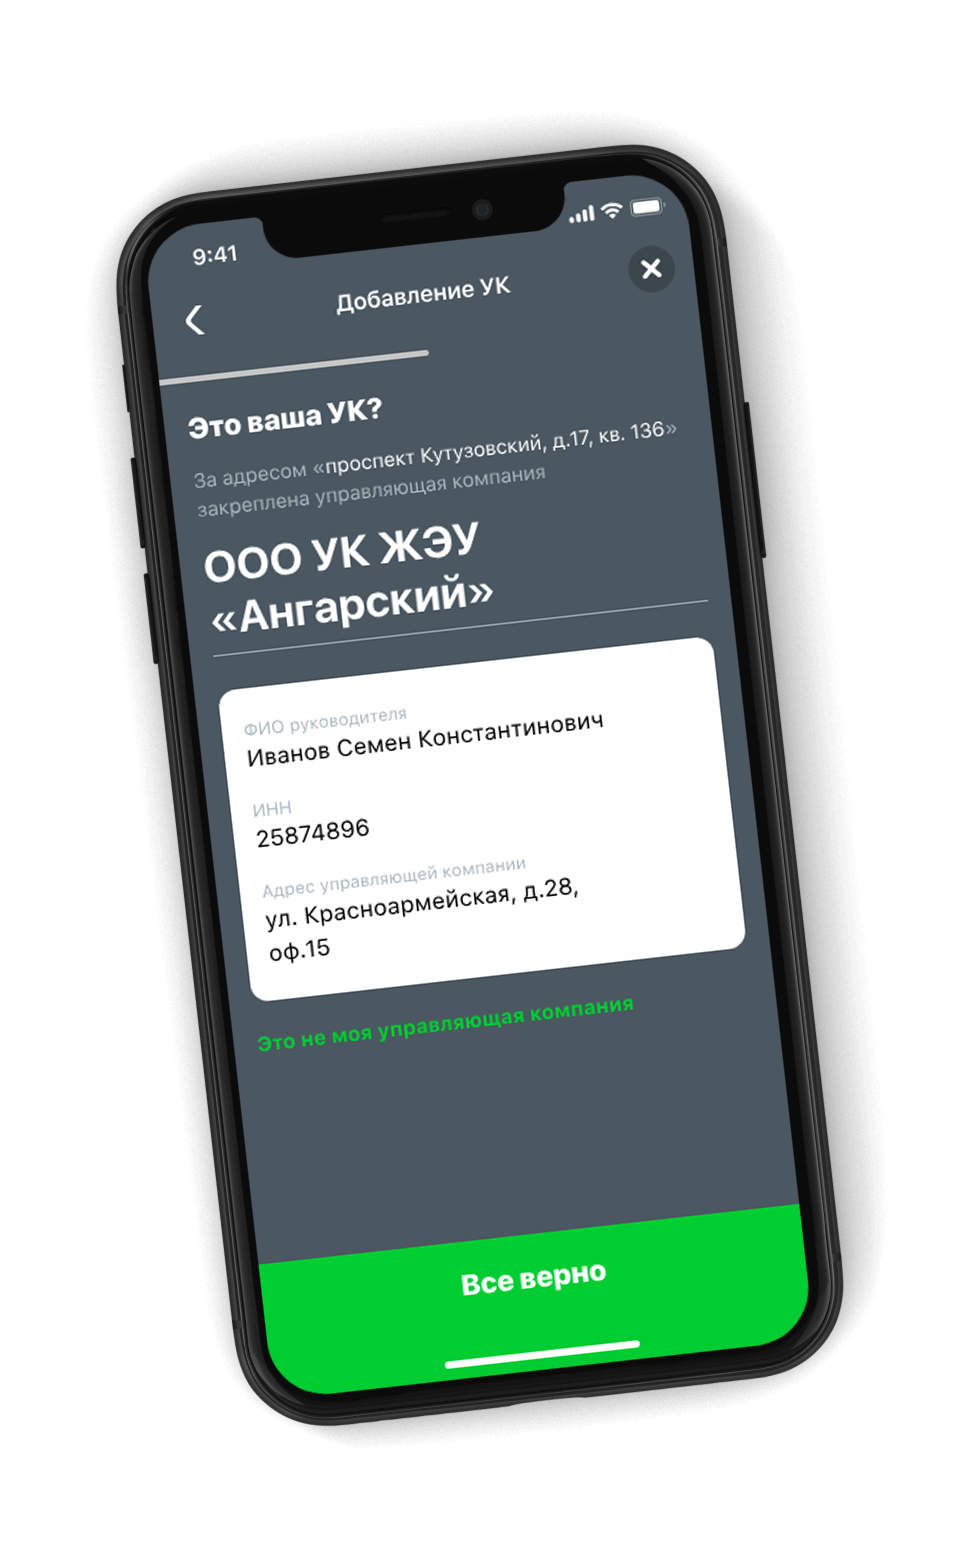 9:41
Добавление УК
Это ваша УК?
За адресом «проспект Кутузовский, д.17, кв. 136»
закреплена управляющая компания
ООО УК ЖЭУ
«Ангарский»
ФИО руководителя
Иванов Семен Константинович
ИНН
25874896
Адрес управляющей компании
ул. Красноармейская, д.28,
оф.15
Это не моя управляющая компания
Все верно